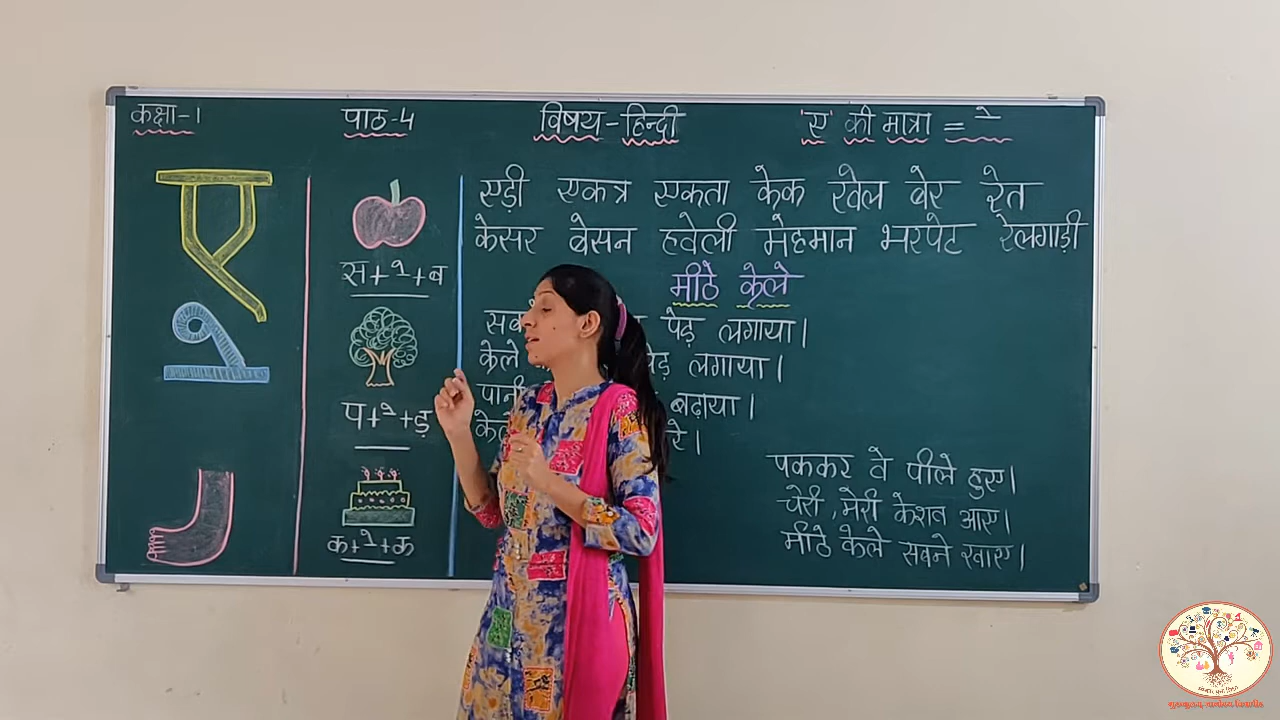 कक्षा-1 पाठ-4 विषय-हिन्दी 'ए' की मात्रा = े
ए
स+े+ब
प+े+ड़
क+े+क
एड़ी एकत्र एकता केक खेल बेर रेत
केसर बेसन हवेली मेहमान भरपेट रेलगाड़ी
मीठे केले
पेड़ लगाया।
केले पेड़ लगाया।
पानी बढ़ाया।
रे।
पककर वे पीले हुए।
चेरी, मेरी केशव आए।
मीठे केले सबने खाए।